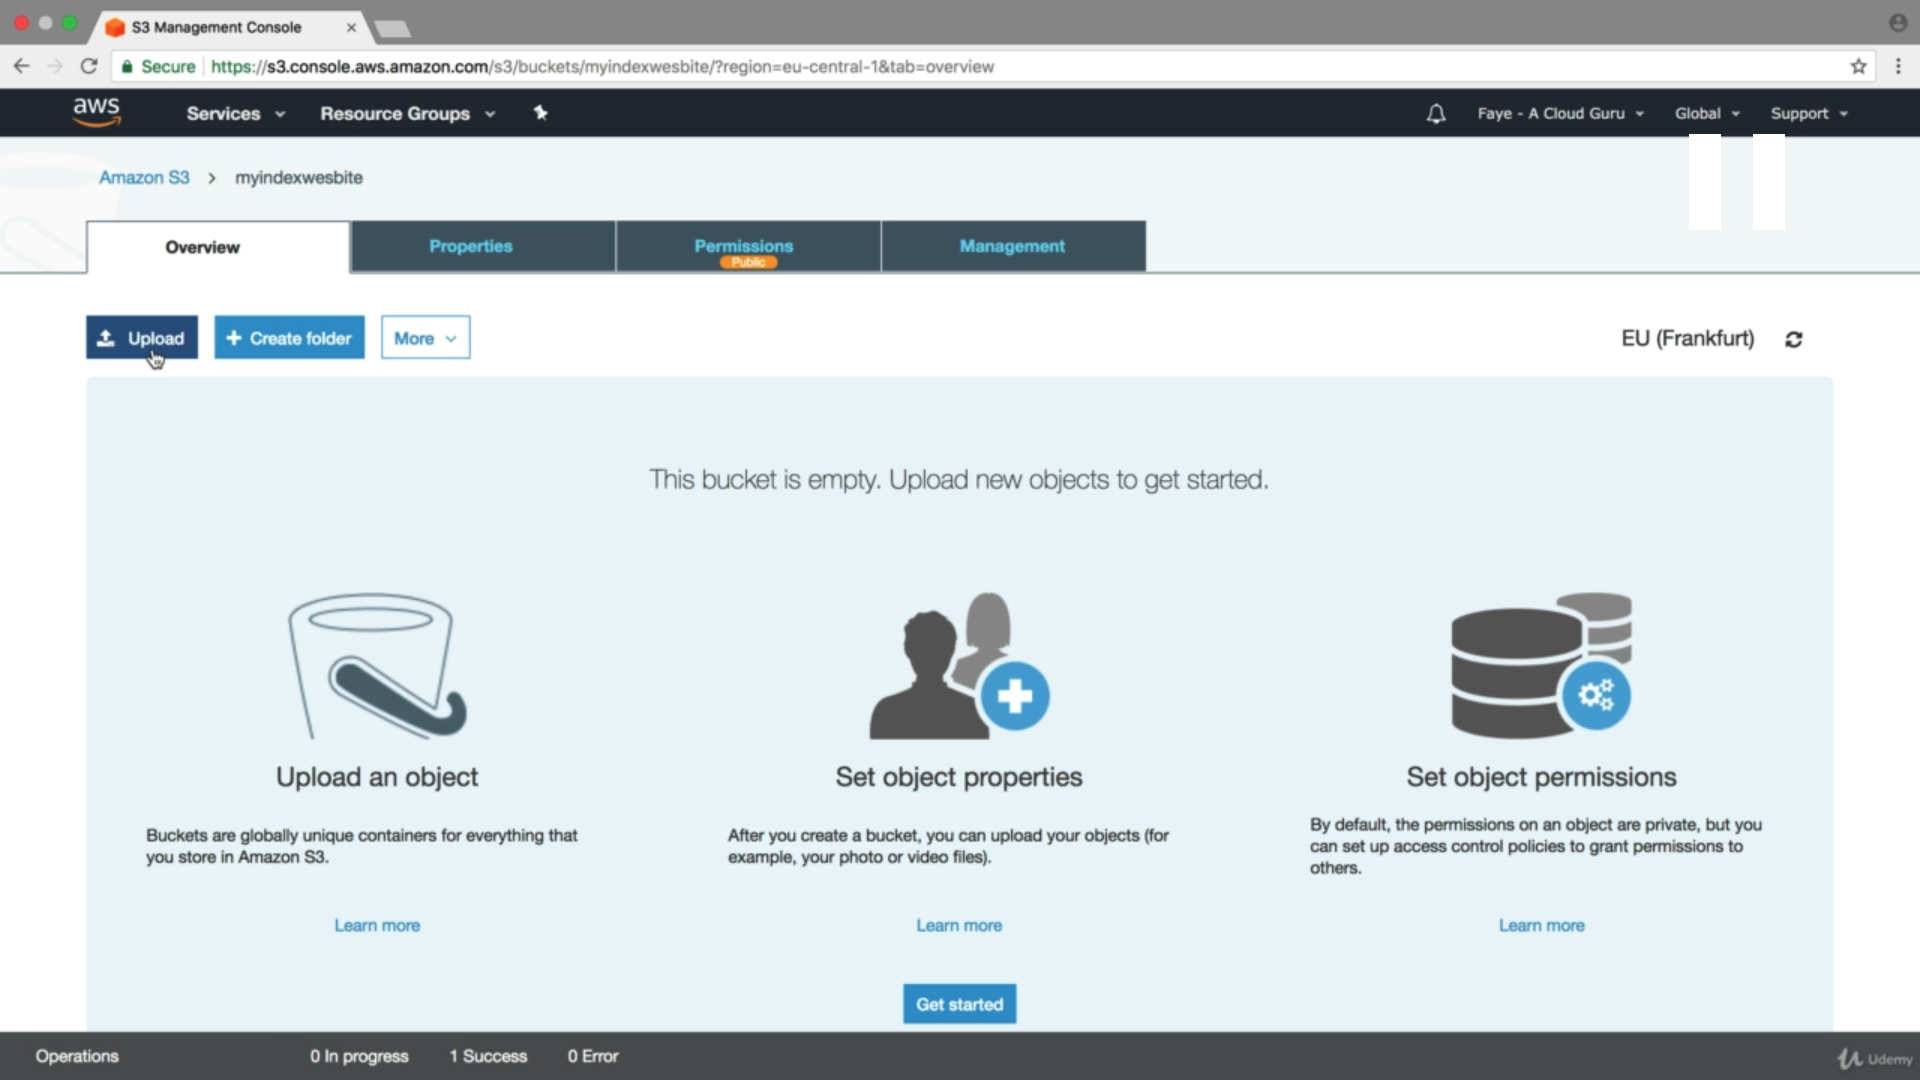 S3 Management Console
Secure https://s3.console.aws.amazon.com/s3/buckets/myindexwesbite/?region=eu-central-1&tab=overview
aws Services Resource Groups Faye - A Cloud Guru Global Support
Amazon S3 > myindexwesbite
Overview Properties Permissions Management
Public
Upload + Create folder More EU (Frankfurt)
This bucket is empty. Upload new objects to get started.
Upload an object Set object properties Set object permissions
Buckets are globally unique containers for everything that
you store in Amazon S3.
After you create a bucket, you can upload your objects (for
example, your photo or video files).
By default, the permissions on an object are private, but you
can set up access control policies to grant permissions to
others.
Learn more Learn more Learn more
Get started
Operations 0 In progress 1 Success 0 Error
Udemy